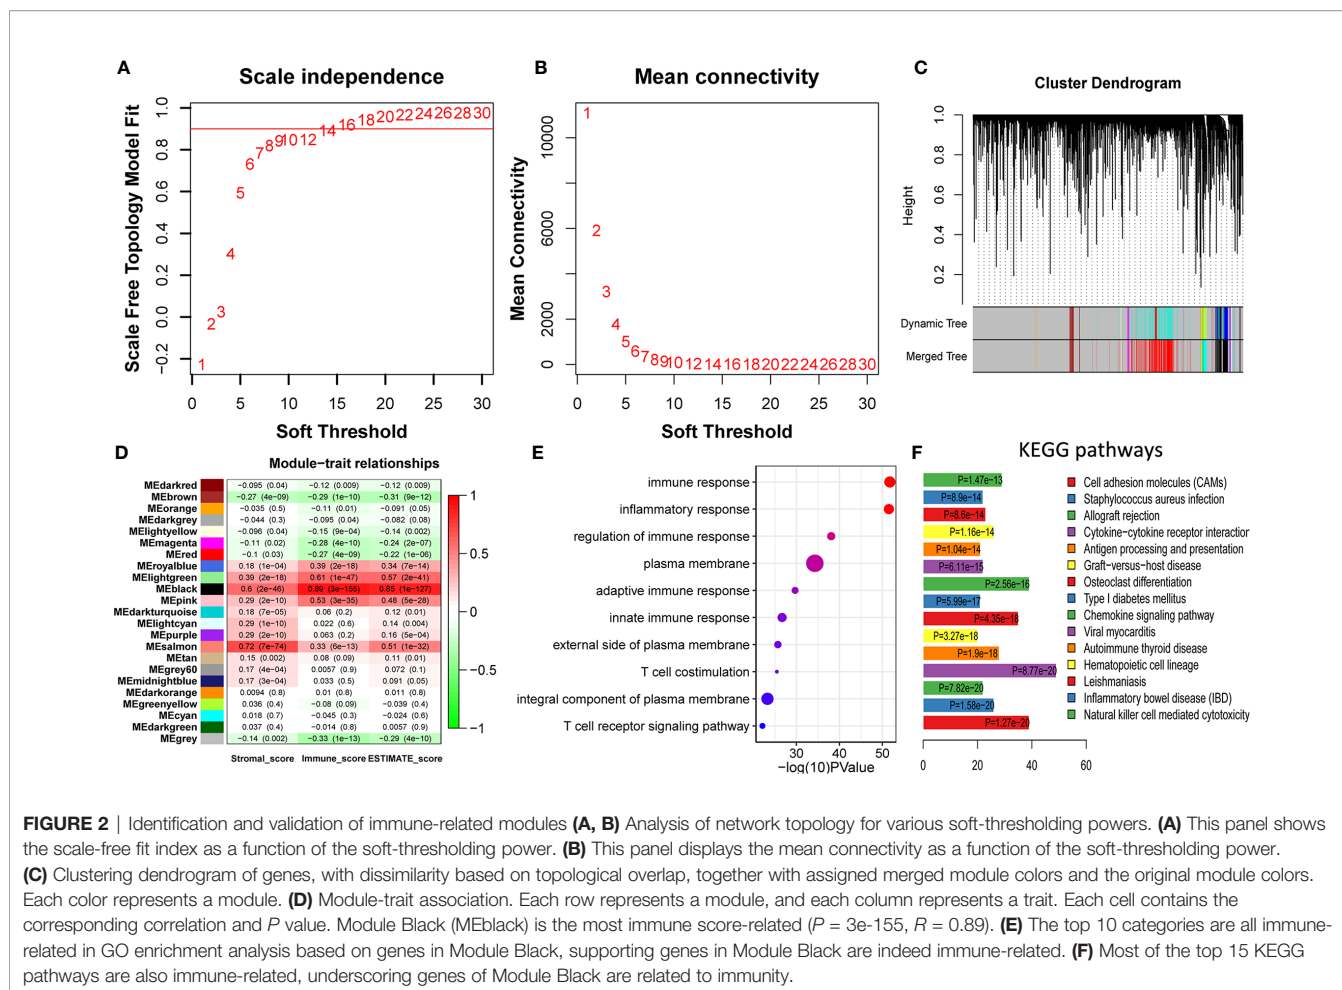 A
Scale independence
Scale Free Topology Model Fit
1.0
0.8
0.6
0.4
0.2
0.0
−0.2
1
2
3
4
5
6
7
8
9
10
12
14
16
18
20
22
24
26
28
30
0 5 10 15 20 25 30
Soft Threshold
B
Mean connectivity
Mean Connectivity
10000
6000
2000
0
1
2
3
4
5
6
7
8
9
10
12
14
16
18
20
22
24
26
28
30
0 5 10 15 20 25 30
Soft Threshold
C
Cluster Dendrogram
Height
1.0
0.8
0.6
0.4
0.2
Dynamic Tree
Merged Tree
D
Module−trait relationships
MEdarkred −0.095 (0.04) −0.12 (0.009) −0.12 (0.009)
MEbrown −0.27 (4e−09) −0.29 (1e−10) −0.31 (9e−12)
MEorange −0.035 (0.5) −0.11 (0.01) −0.091 (0.05)
MEdarkgrey −0.044 (0.3) −0.095 (0.04) −0.082 (0.08)
MElightyellow −0.096 (0.04) −0.15 (9e−04) −0.14 (0.002)
MEmagenta −0.11 (0.02) −0.28 (4e−10) −0.24 (2e−07)
MEred −0.1 (0.03) −0.27 (4e−09) −0.22 (1e−06)
MEroyalblue 0.18 (1e−04) 0.39 (2e−18) 0.34 (7e−14)
MElightgreen 0.39 (2e−18) 0.61 (1e−47) 0.57 (2e−41)
MEblack 0.6 (2e−46) 0.89 (3e−155) 0.85 (1e−127)
MEpink 0.29 (2e−10) 0.53 (3e−35) 0.48 (5e−28)
MEdarkturquoise 0.18 (7e−05) 0.06 (0.2) 0.12 (0.01)
MElightcyan 0.29 (1e−10) 0.022 (0.6) 0.14 (0.004)
MEpurple 0.29 (2e−10) 0.063 (0.2) 0.16 (5e−04)
MEsalmon 0.72 (7e−74) 0.33 (6e−13) 0.51 (1e−32)
MEtan 0.15 (0.002) 0.08 (0.09) 0.11 (0.01)
MEgrey60 0.17 (4e−04) 0.0057 (0.9) 0.072 (0.1)
MEmidnightblue 0.17 (3e−04) 0.033 (0.5) 0.091 (0.05)
MEdarkorange 0.0094 (0.8) 0.01 (0.8) 0.011 (0.8)
MEgreenyellow 0.036 (0.4) −0.08 (0.09) −0.039 (0.4)
MEcyan 0.018 (0.7) −0.045 (0.3) −0.024 (0.6)
MEdarkgreen 0.037 (0.4) −0.014 (0.8) 0.0057 (0.9)
MEgrey −0.14 (0.002) −0.33 (1e−13) −0.29 (4e−10)
Stromal_score Immune_score ESTIMATE_score
1
0.5
0
−0.5
−1
E
immune response
inflammatory response
regulation of immune response
plasma membrane
adaptive immune response
innate immune response
external side of plasma membrane
T cell costimulation
integral component of plasma membrane
T cell receptor signaling pathway
30 40 50
−log(10)PValue
F
KEGG pathways
P=1.47e-13
P=8.9e-14
P=8.6e-14
P=1.16e-14
P=1.04e-14
P=6.11e-15
P=2.56e-16
P=5.99e-17
P=4.35e-18
P=3.27e-18
P=1.9e-18
P=8.77e-20
P=7.82e-20
P=1.58e-20
P=1.27e-20
0 20 40 60
Cell adhesion molecules (CAMs)
Staphylococcus aureus infection
Allograft rejection
Cytokine−cytokine receptor interaction
Antigen processing and presentation
Graft−versus−host disease
Osteoclast differentiation
Type I diabetes mellitus
Chemokine signaling pathway
Viral myocarditis
Autoimmune thyroid disease
Hematopoietic cell lineage
Leishmaniasis
Inflammatory bowel disease (IBD)
Natural killer cell mediated cytotoxicity
FIGURE 2 | Identification and validation of immune-related modules (A, B) Analysis of network topology for various soft-thresholding powers. (A) This panel shows
the scale-free fit index as a function of the soft-thresholding power. (B) This panel displays the mean connectivity as a function of the soft-thresholding power.
(C) Clustering dendrogram of genes, with dissimilarity based on topological overlap, together with assigned merged module colors and the original module colors.
Each color represents a module. (D) Module-trait association. Each row represents a module, and each column represents a trait. Each cell contains the
corresponding correlation and P value. Module Black (MEblack) is the most immune score-related (P = 3e-155, R = 0.89). (E) The top 10 categories are all immune-
related in GO enrichment analysis based on genes in Module Black, supporting genes in Module Black are indeed immune-related. (F) Most of the top 15 KEGG
pathways are also immune-related, underscoring genes of Module Black are related to immunity.